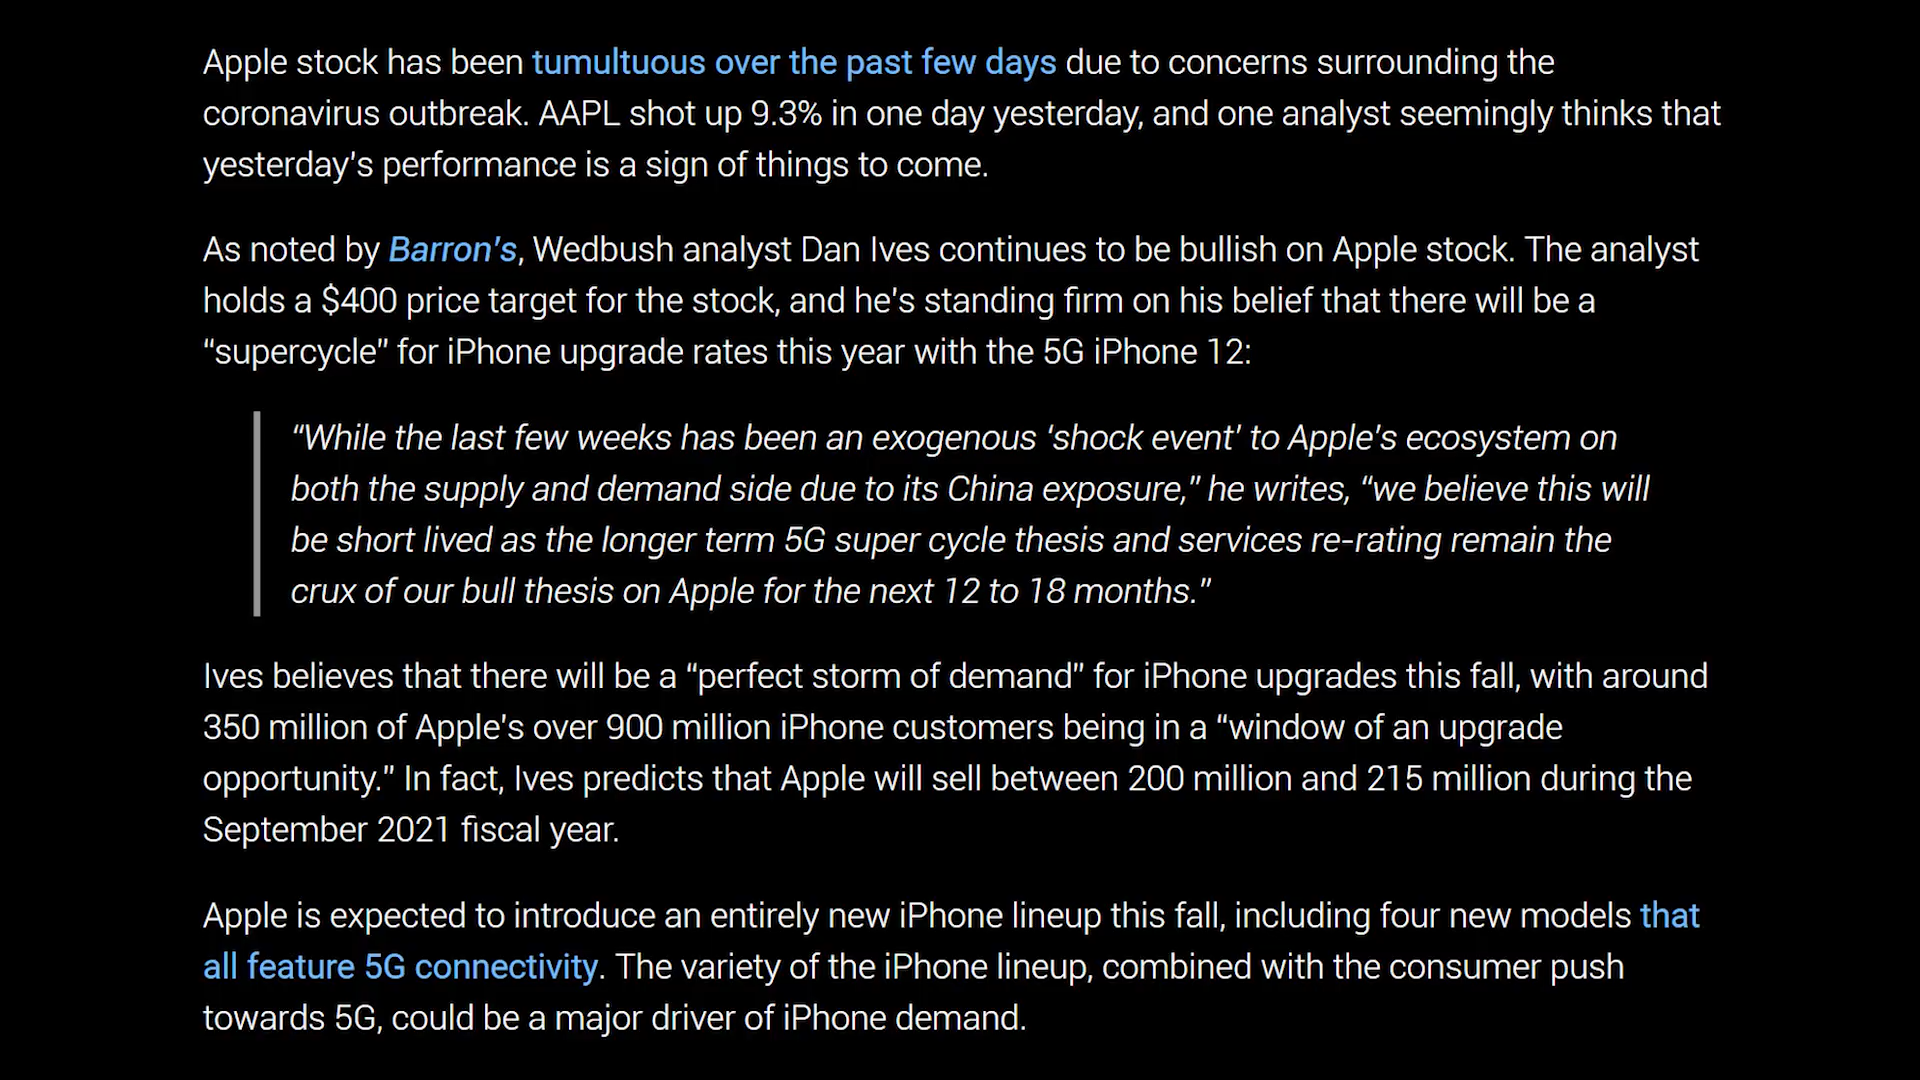 Apple stock has been tumultuous over the past few days due to concerns surrounding the
coronavirus outbreak. AAPL shot up 9.3% in one day yesterday, and one analyst seemingly thinks that
yesterday's performance is a sign of things to come.
As noted by Barron's, Wedbush analyst Dan Ives continues to be bullish on Apple stock. The analyst
holds a $400 price target for the stock, and he's standing firm on his belief that there will be a
“supercycle” for iPhone upgrade rates this year with the 5G iPhone 12:
“While the last few weeks has been an exogenous ‘shock event’ to Apple's ecosystem on
both the supply and demand side due to its China exposure,” he writes, “we believe this will
be short lived as the longer term 5G super cycle thesis and services re-rating remain the
crux of our bull thesis on Apple for the next 12 to 18 months.”
Ives believes that there will be a “perfect storm of demand” for iPhone upgrades this fall, with around
350 million of Apple's over 900 million iPhone customers being in a “window of an upgrade
opportunity.” In fact, Ives predicts that Apple will sell between 200 million and 215 million during the
September 2021 fiscal year.
Apple is expected to introduce an entirely new iPhone lineup this fall, including four new models that
all feature 5G connectivity. The variety of the iPhone lineup, combined with the consumer push
towards 5G, could be a major driver of iPhone demand.